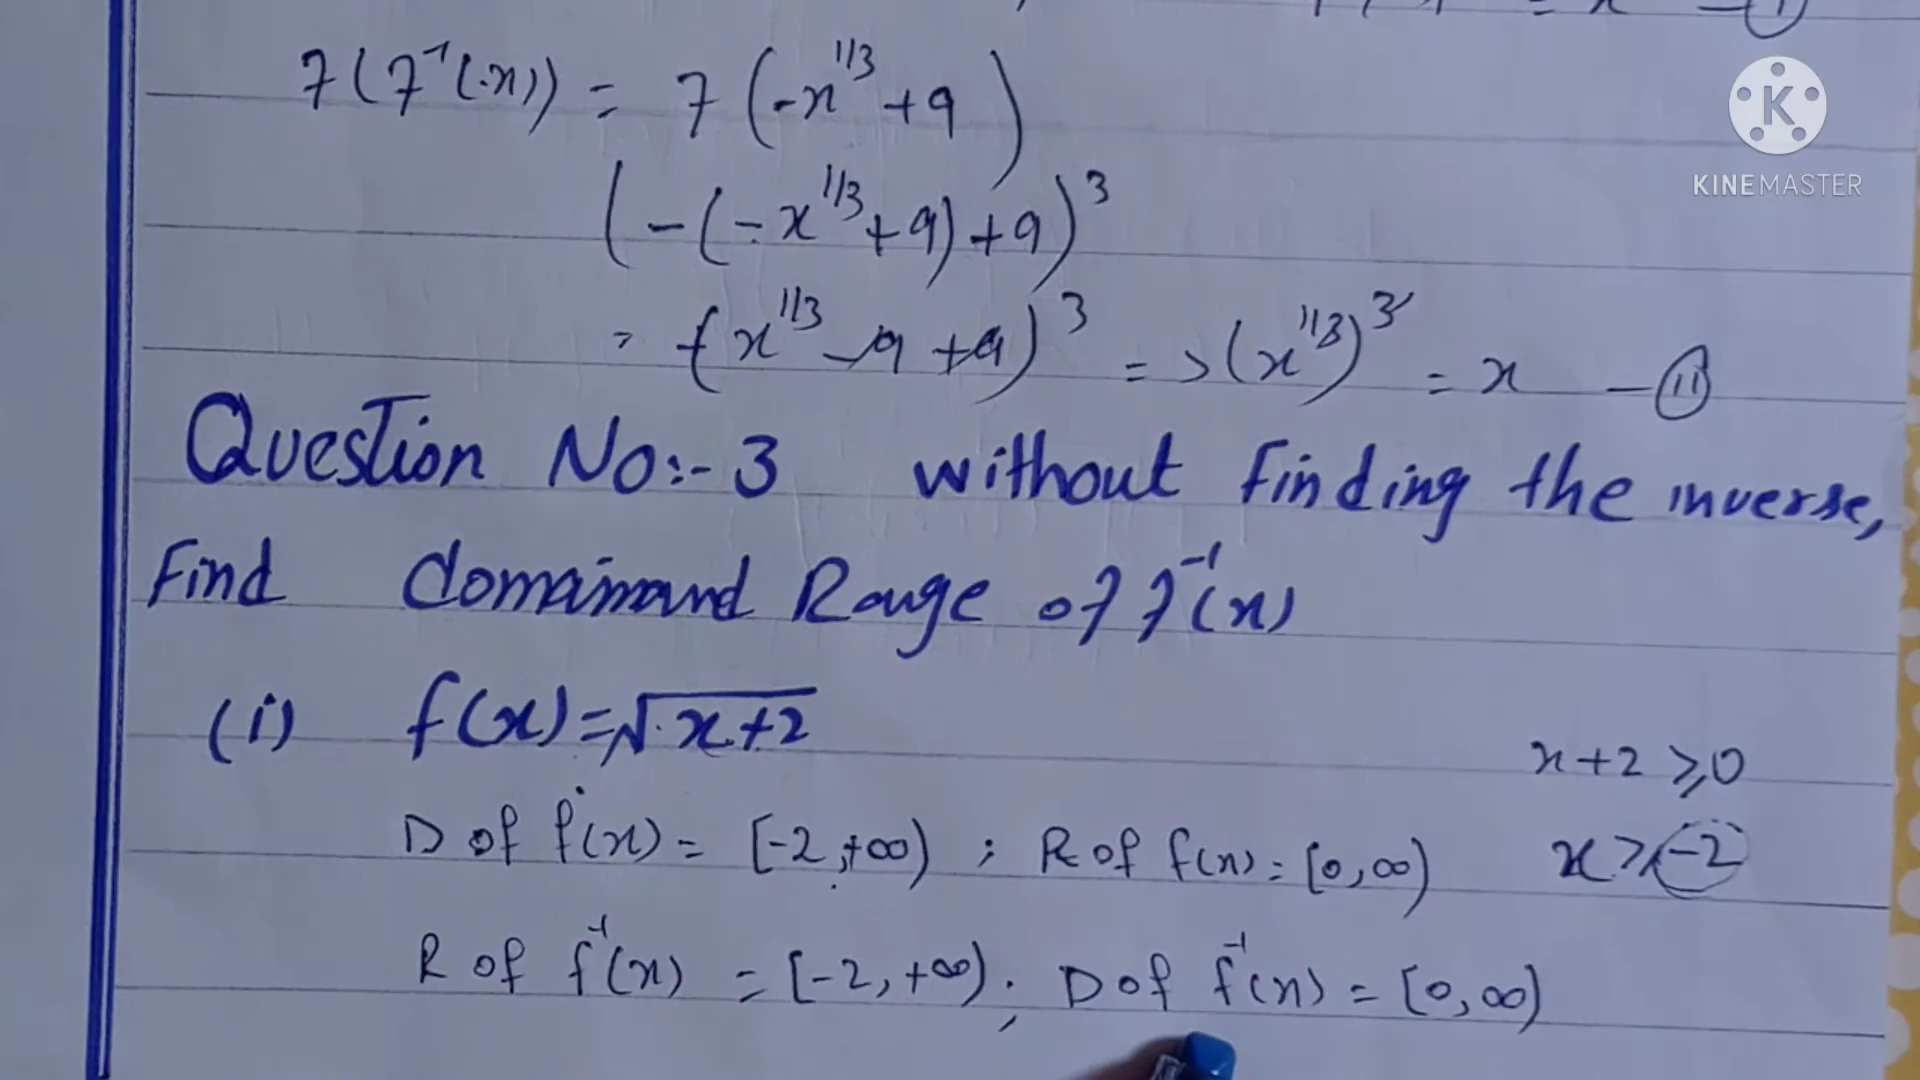 f(f⁻¹(x)) = f(-x^1/3 + 9)
(-(-x^1/3 + 9) + 9)³
= (x^1/3 - 9 + 9)³ => (x^1/3)³ = x — (11)
Question No:- 3 without Finding the inverse,
Find domain and Range of f⁻¹(x)
(i) f(x) = √x+2
x+2 ≥ 0
D of f(x) = [-2, +∞) ; R of f(x) = [0, ∞)
x ≥ -2
R of f⁻¹(x) = [-2, +∞) ; D of f⁻¹(x) = [0, ∞)
KINEMASTER